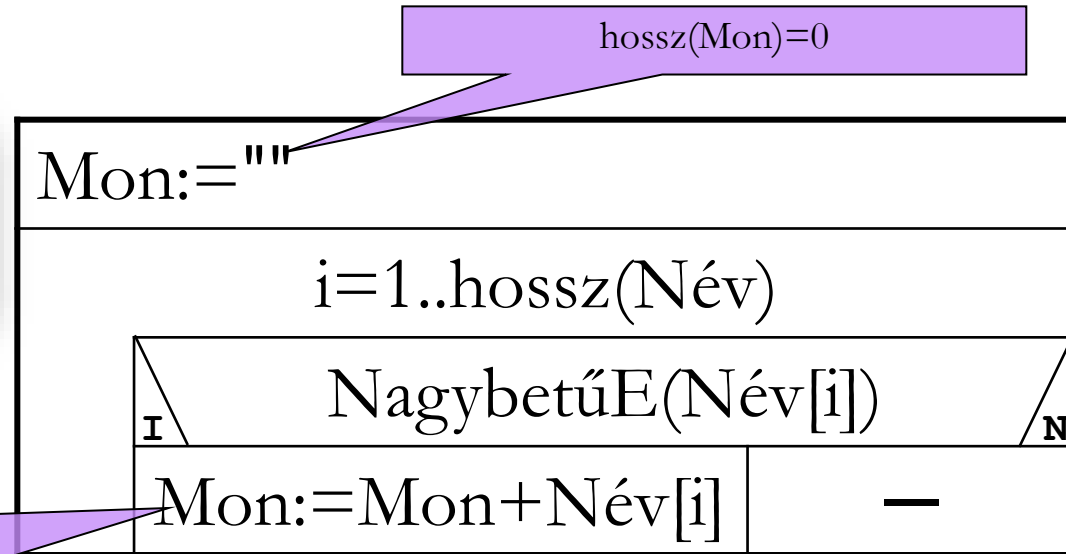 hossz(Mon)=0
Mon:=""
i=1..hossz(Név)
NagybetűE(Név[i])
I
N
Mon:=Mon+Név[i]
–